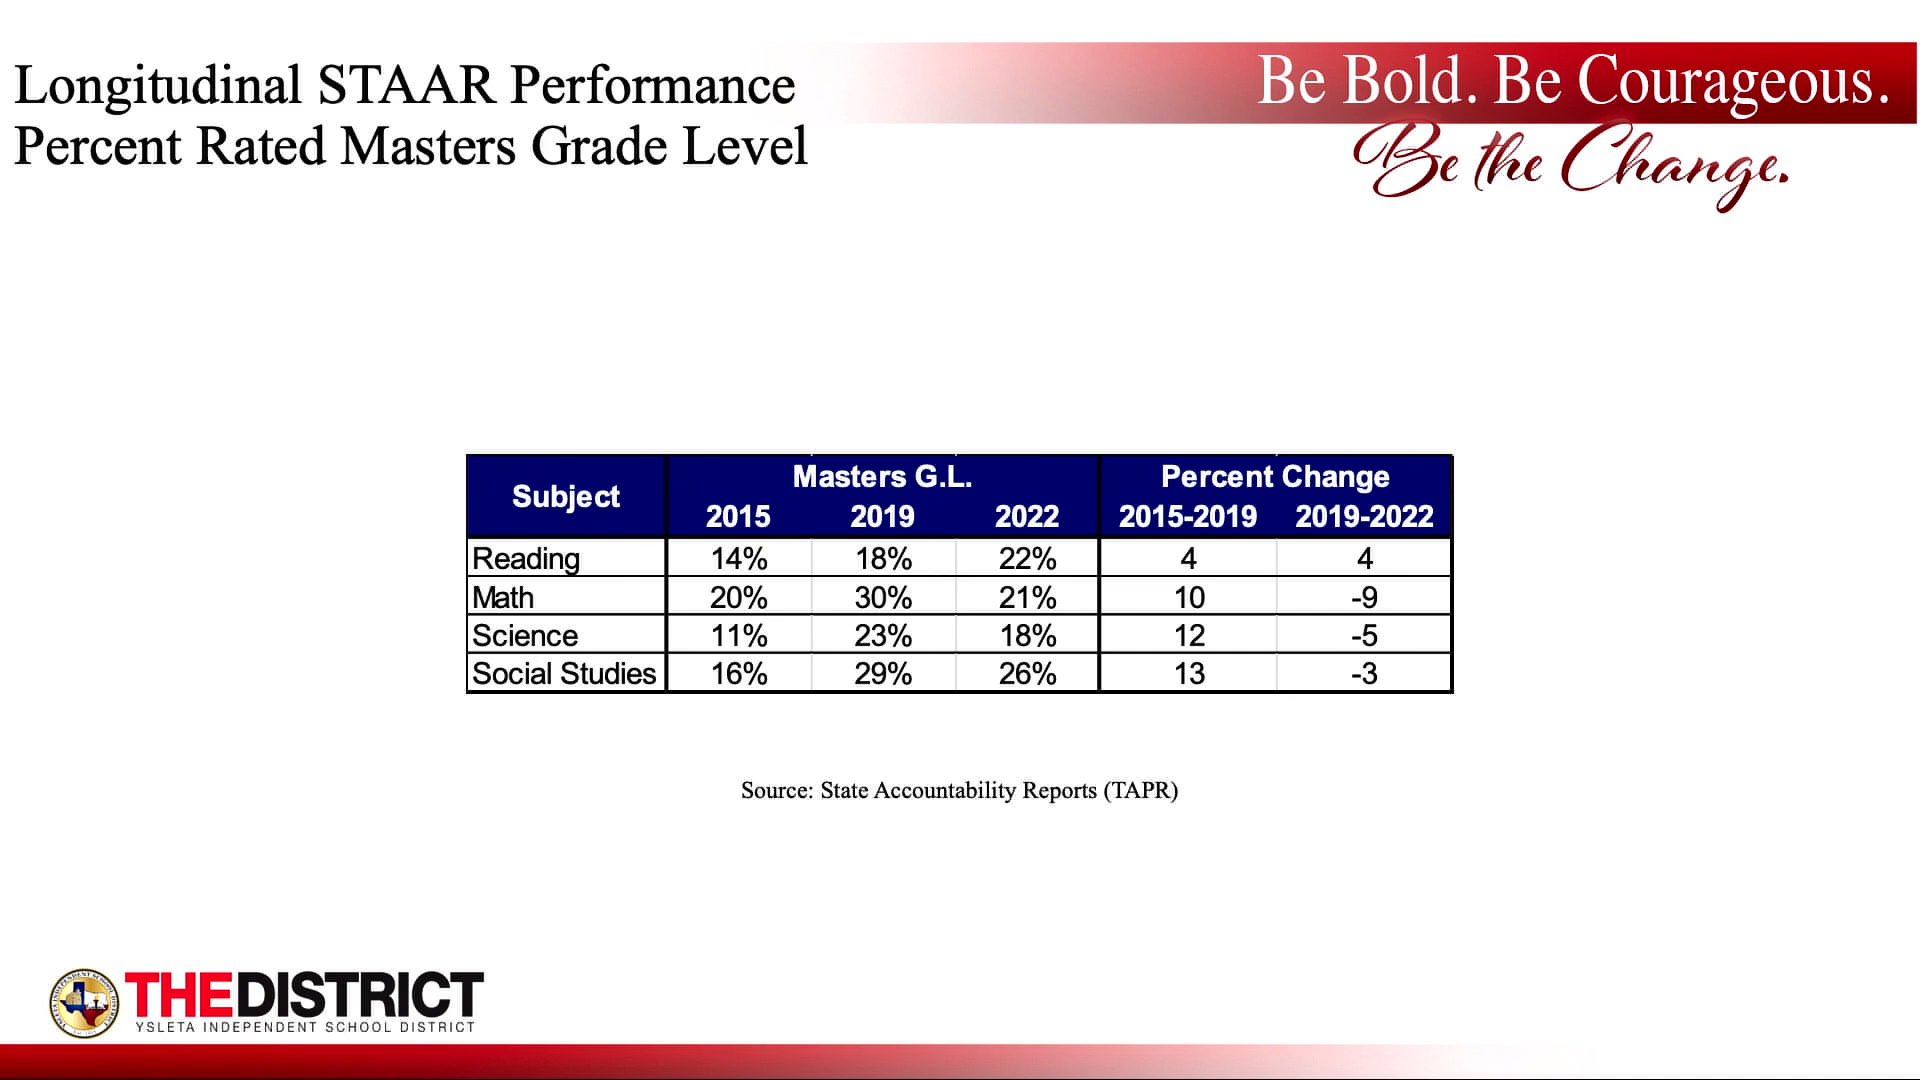 Longitudinal STAAR Performance
Percent Rated Masters Grade Level
Be Bold. Be Courageous.
Be the Change.
Subject Masters G.L. Percent Change
2015 2019 2022 2015-2019 2019-2022
Reading 14% 18% 22% 4 4
Math 20% 30% 21% 10 -9
Science 11% 23% 18% 12 -5
Social Studies 16% 29% 26% 13 -3
Source: State Accountability Reports (TAPR)
THEDISTRICT
YSLETA INDEPENDENT SCHOOL DISTRICT